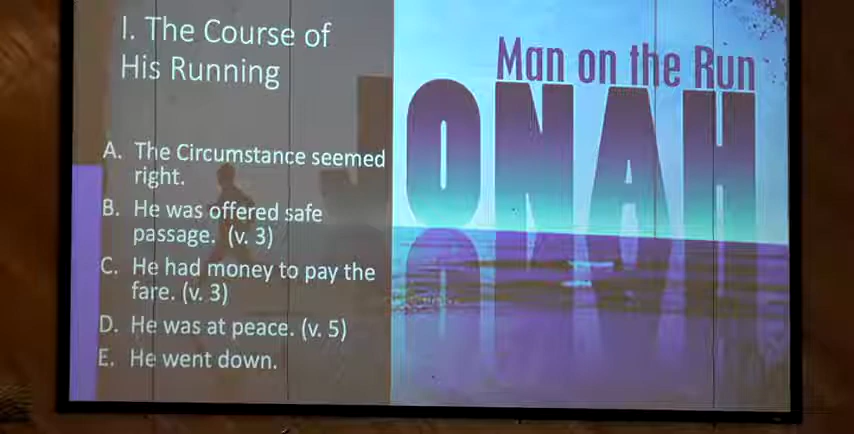 I. The Course of
His Running
A. The Circumstance seemed
right.
B. He was offered safe
passage. (v. 3)
C. He had money to pay the
fare. (v. 3)
D. He was at peace. (v. 5)
E. He went down.
Man on the Run
JONAH